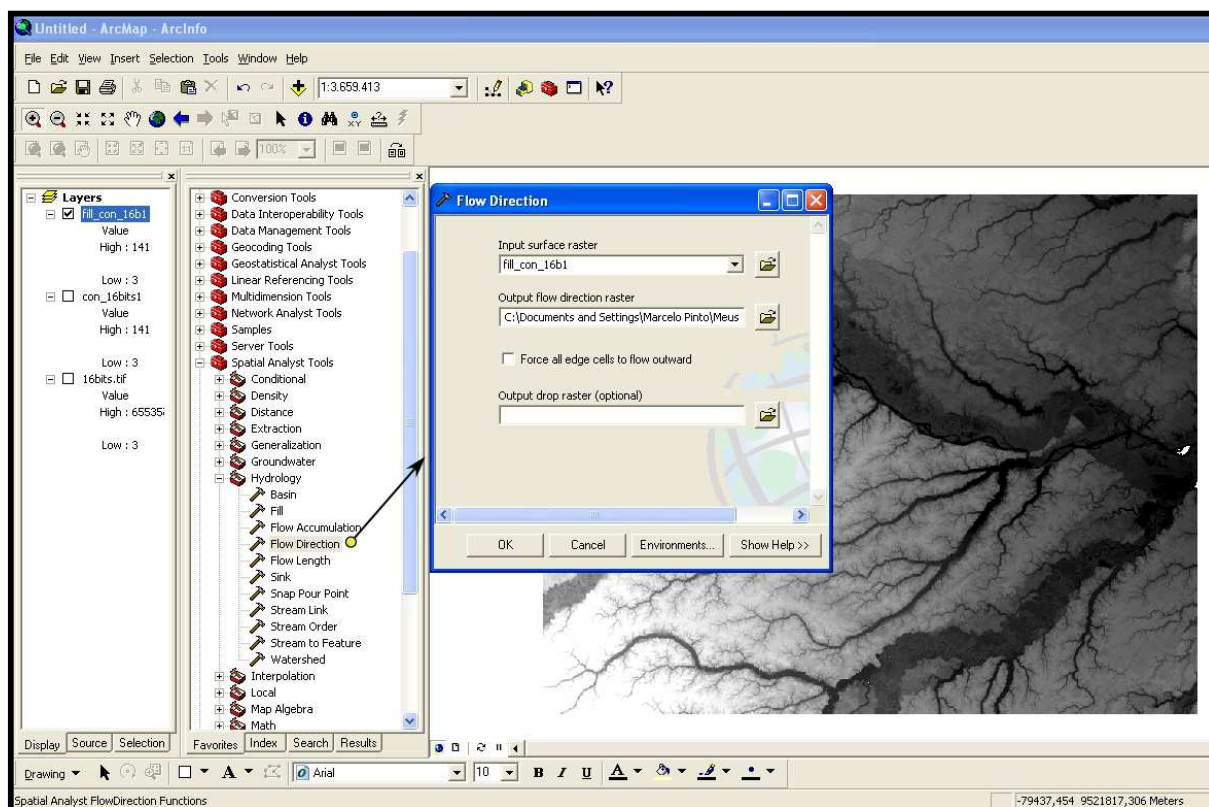 Untitled - ArcMap - ArcInfo
File Edit View Insert Selection Tools Window Help
1:3.659.413
100%
Layers
fill_con_16b1
Value
High : 141
Low : 3
con_16bits1
Value
High : 141
Low : 3
16bits.tif
Value
High : 65535
Low : 3
Display Source Selection
Conversion Tools
Data Interoperability Tools
Data Management Tools
Geocoding Tools
Geostatistical Analyst Tools
Linear Referencing Tools
Multidimension Tools
Network Analyst Tools
Samples
Server Tools
Spatial Analyst Tools
Conditional
Density
Distance
Extraction
Generalization
Groundwater
Hydrology
Basin
Fill
Flow Accumulation
Flow Direction
Flow Length
Sink
Snap Pour Point
Stream Link
Stream Order
Stream to Feature
Watershed
Interpolation
Local
Map Algebra
Math
Favorites Index Search Results
Flow Direction
Input surface raster
fill_con_16b1
Output flow direction raster
C:\Documents and Settings\Marcelo Pinto\Meus
Force all edge cells to flow outward
Output drop raster (optional)
OK Cancel Environments... Show Help >>
Drawing A Arial 10 B I U A
Spatial Analyst FlowDirection Functions
-79437,454 9521817,306 Meters